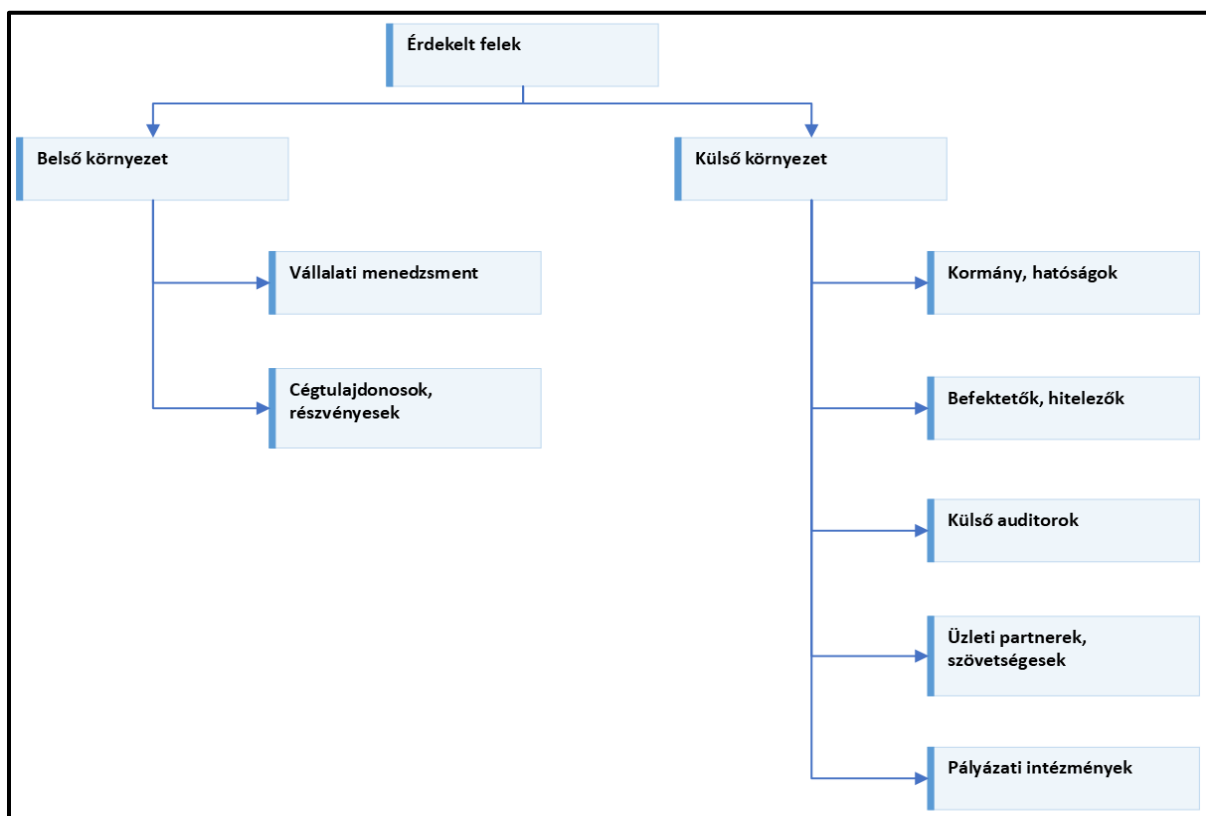 Érdekelt felek
Belső környezet
Külső környezet
Vállalati menedzsment
Kormány, hatóságok
Cégtulajdonosok,
részvényesek
Befektetők, hitelezők
Külső auditorok
Üzleti partnerek,
szövetségesek
Pályázati intézmények